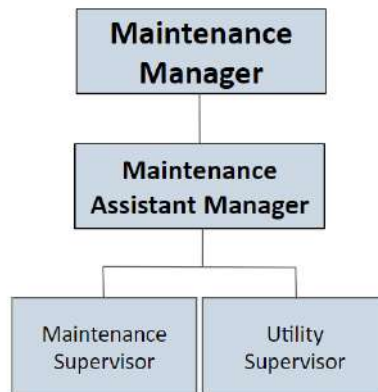 Maintenance
Manager
Maintenance
Assistant Manager
Maintenance
Supervisor
Utility
Supervisor